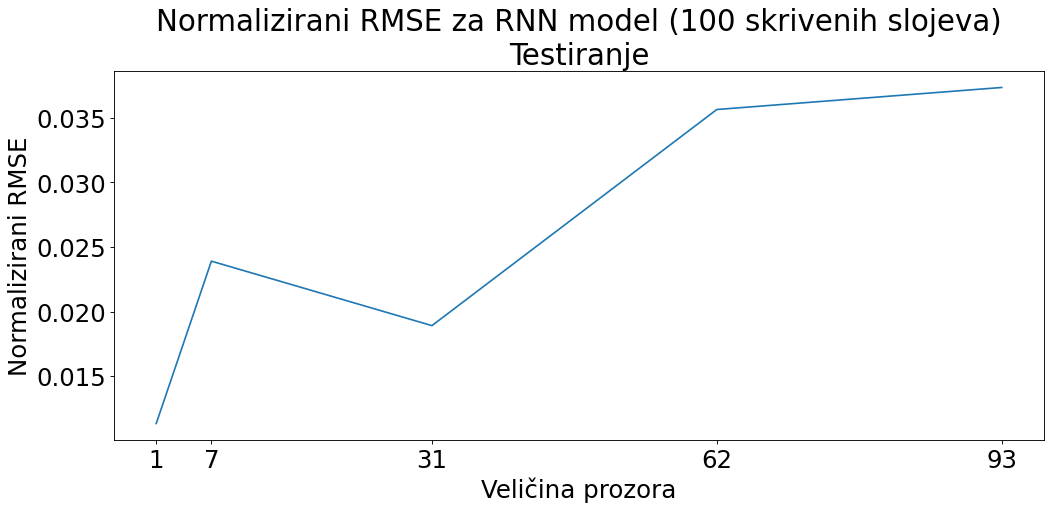 Normalizirani RMSE za RNN model (100 skrivenih slojeva)
Testiranje
Normalizirani RMSE
0.035
0.030
0.025
0.020
0.015
1 7 31 62 93
Veličina prozora